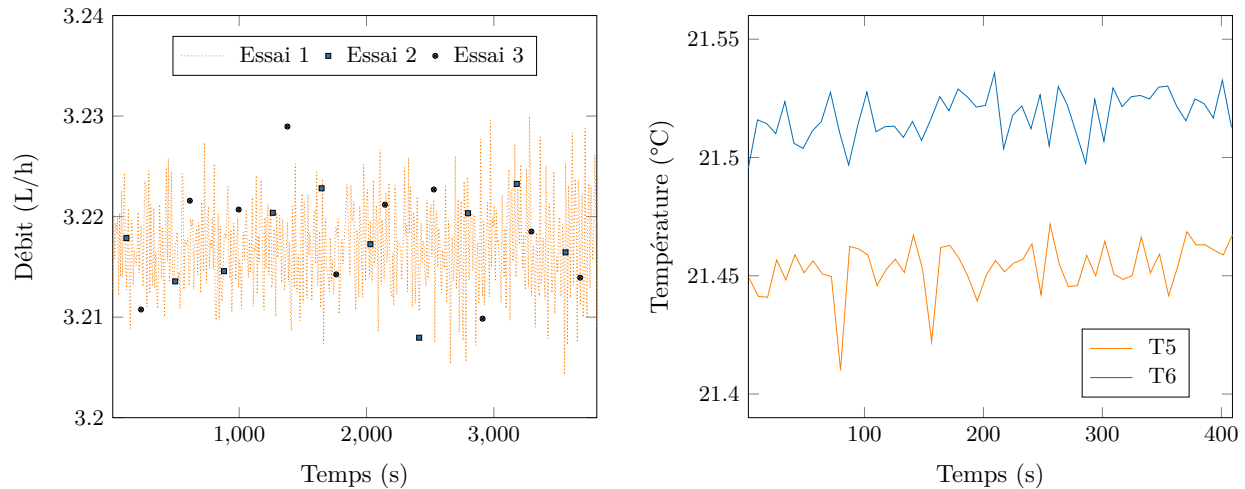 3.24
3.23
3.22
3.21
3.2
Débit (L/h)
Essai 1 Essai 2 Essai 3
1,000 2,000 3,000
Temps (s)
21.55
21.5
21.45
21.4
Température (°C)
T5
T6
100 200 300 400
Temps (s)